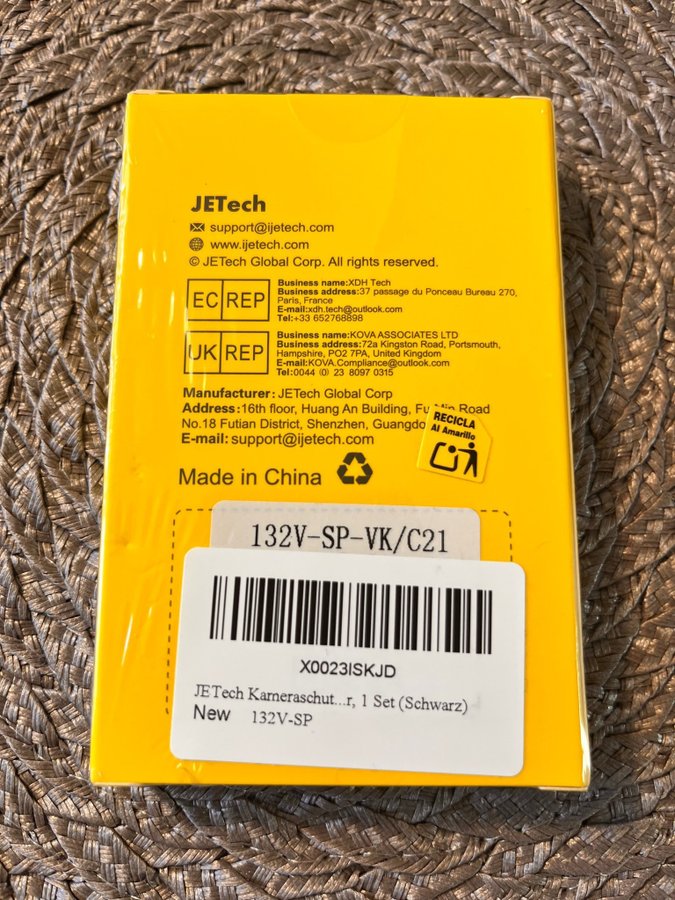 JETech
support@ijetech.com
www.ijetech.com
© JETech Global Corp. All rights reserved.
EC REP
Business name:XDH Tech
Business address:37 passage du Ponceau Bureau 270,
Paris, France
E-mail:xdh.tech@outlook.com
Tel:+33 652768898
UK REP
Business name:KOVA ASSOCIATES LTD
Business address:72a Kingston Road, Portsmouth,
Hampshire, PO2 7PA, United Kingdom
E-mail:KOVA.Compliance@outlook.com
Tel:0044 (0) 23 8097 0315
Manufacturer: JETech Global Corp
Address:16th floor, Huang An Building, Road
No.18 Futian District, Shenzhen,
E-mail: support@ijetech.com
RECICLA
Al Amarillo
Made in China
132V-SP-VK/C21
X0023ISKJD
JETech Kameraschut...r, 1 Set (Schwarz)
New 132V-SP